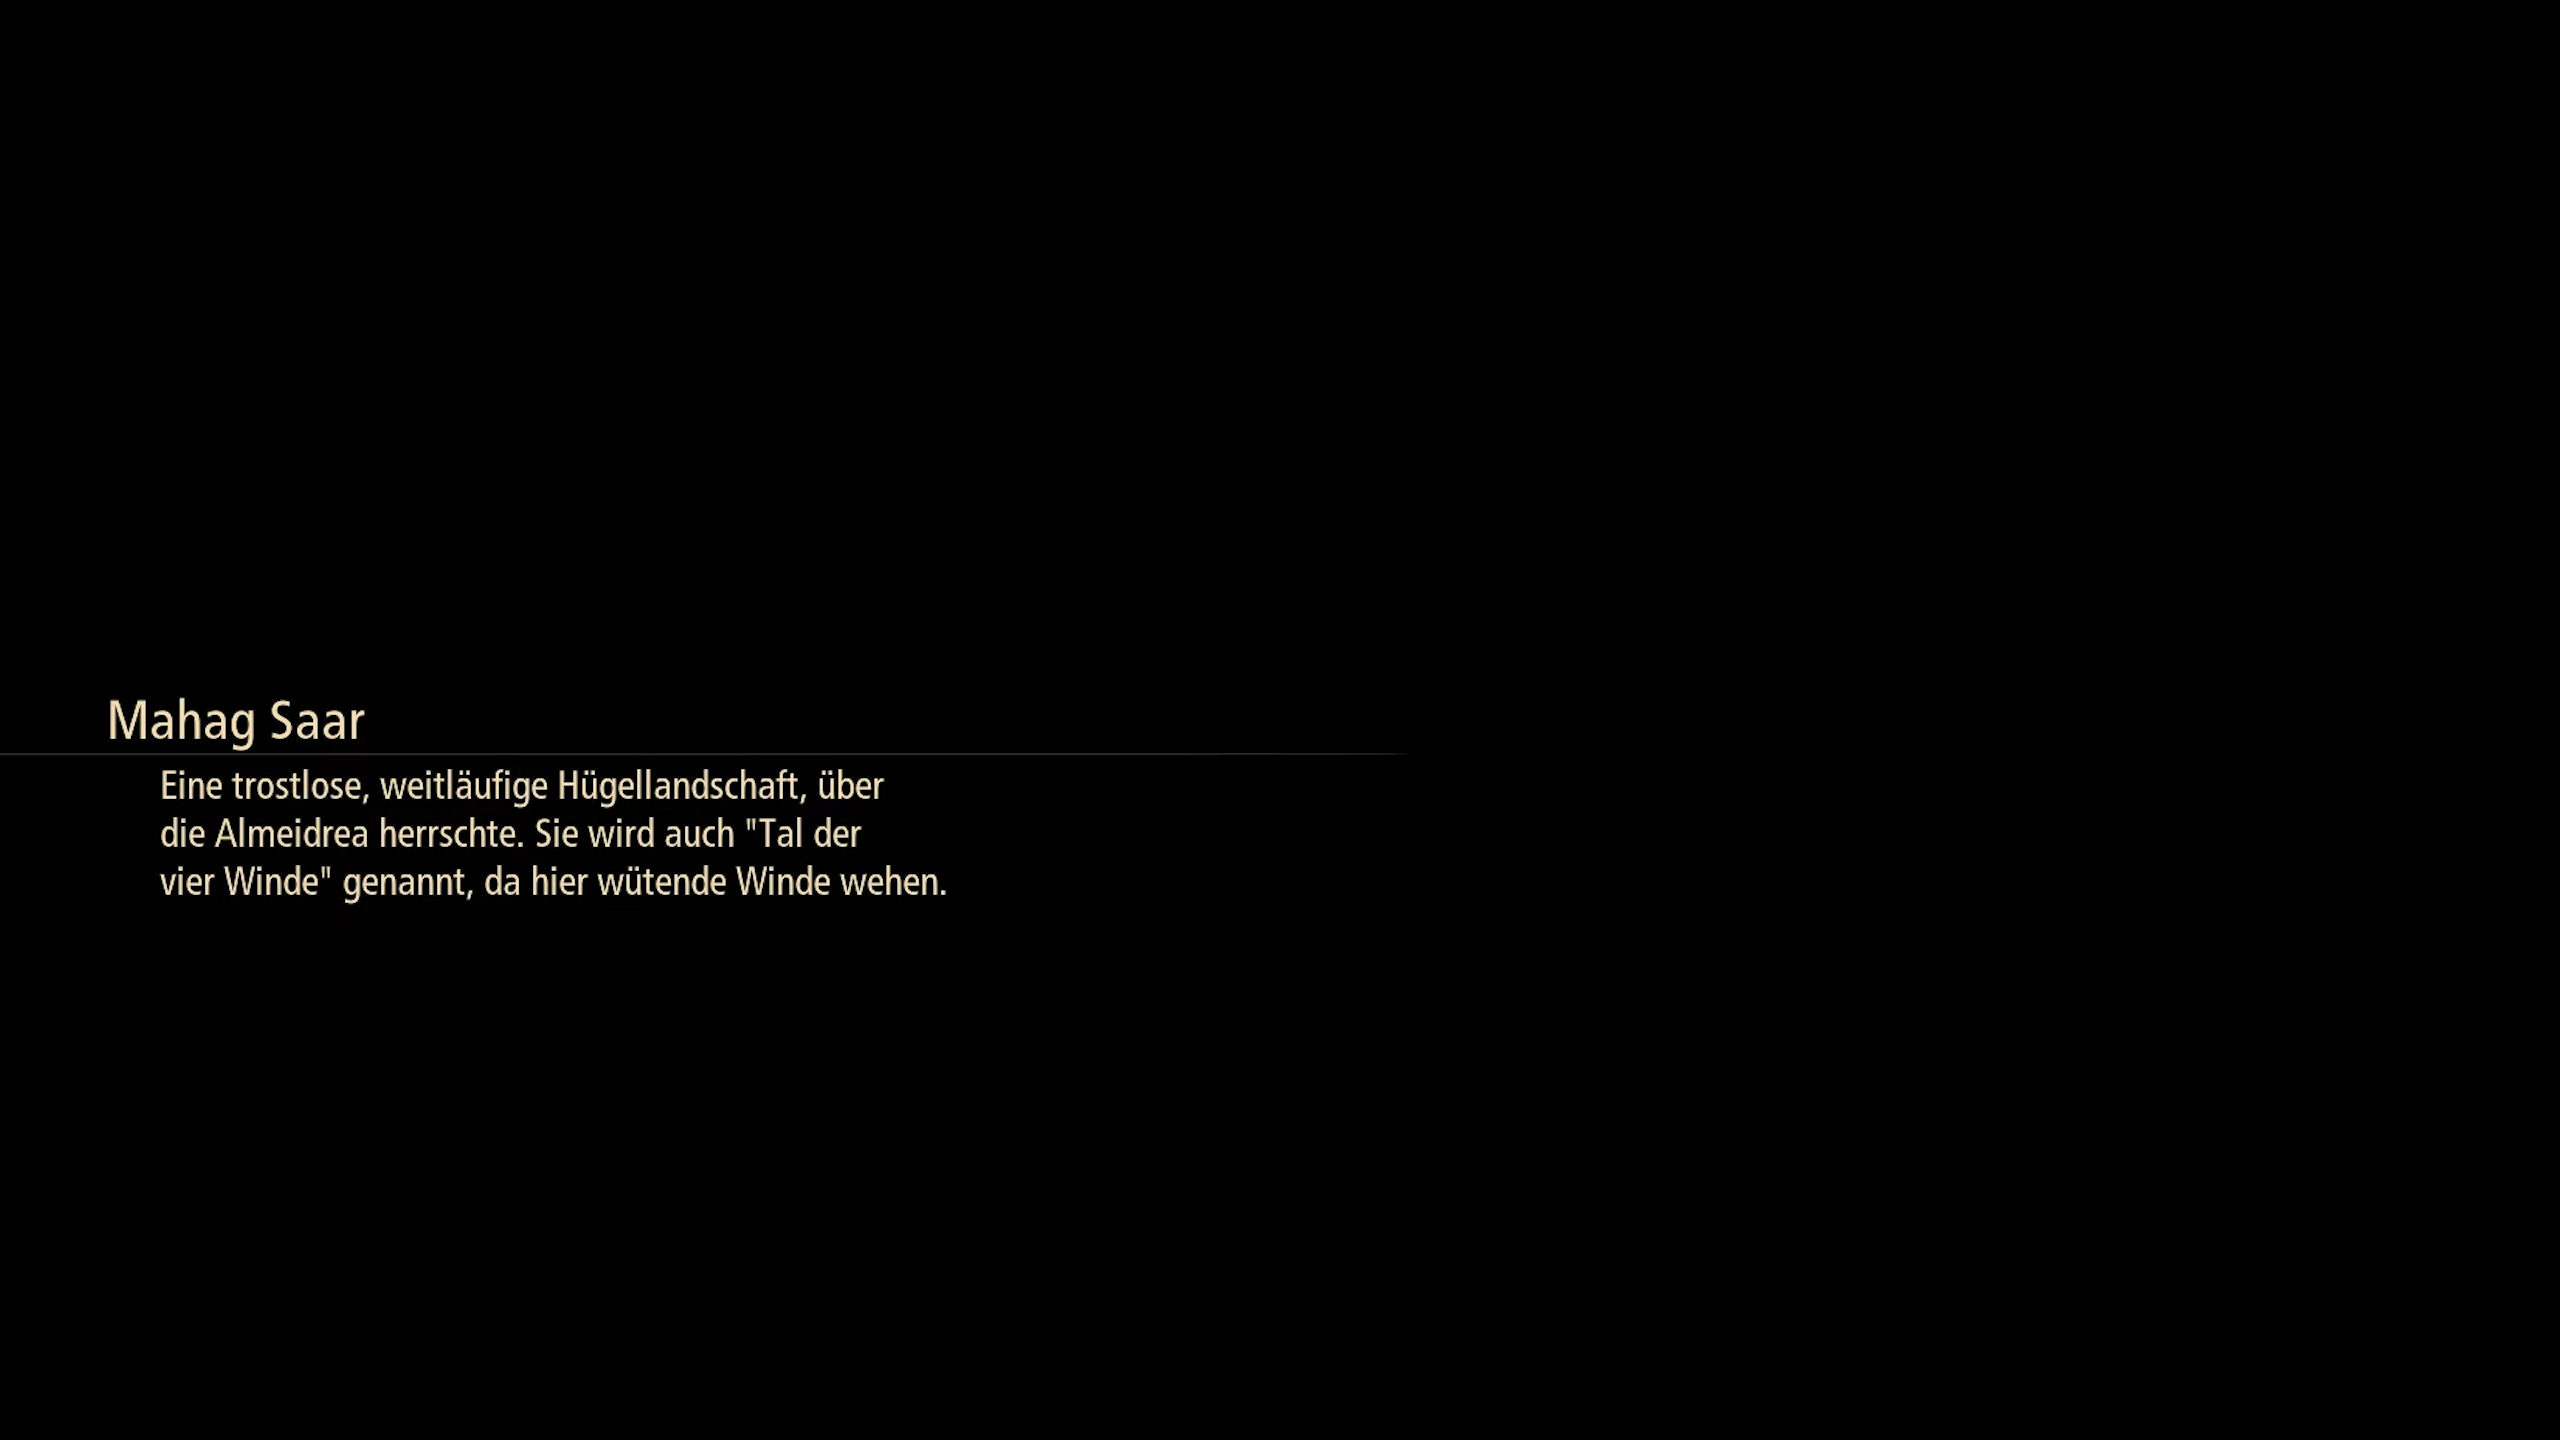 Mahag Saar
Eine trostlose, weitläufige Hügellandschaft, über
die Almeidrea herrschte. Sie wird auch "Tal der
vier Winde" genannt, da hier wütende Winde wehen.